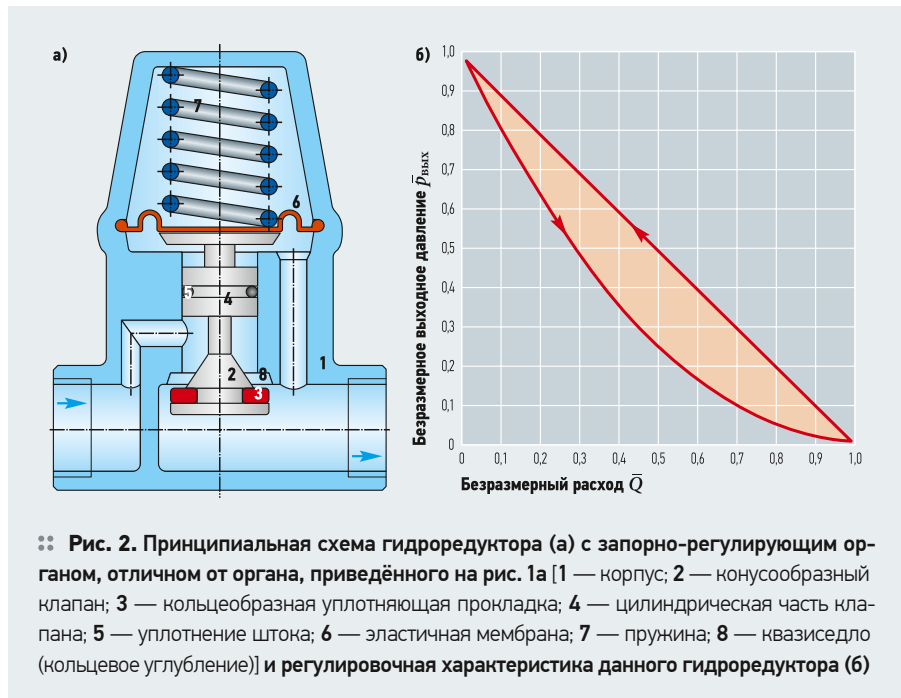 а)
7
6
5
4
1
2
8
3
б)
Безразмерное выходное давление p̄вых
1,0
0,9
0,8
0,7
0,6
0,5
0,4
0,3
0,2
0,1
0
0 0,1 0,2 0,3 0,4 0,5 0,6 0,7 0,8 0,9 1,0
Безразмерный расход Q̄
Рис. 2. Принципиальная схема гидроредуктора (а) с запорно-регулирующим ор-
ганом, отличном от органа, приведённого на рис. 1а [1 — корпус; 2 — конусообразный
клапан; 3 — кольцеобразная уплотняющая прокладка; 4 — цилиндрическая часть кла-
пана; 5 — уплотнение штока; 6 — эластичная мембрана; 7 — пружина; 8 — квазиседло
(кольцевое углубление)] и регулировочная характеристика данного гидроредуктора (б)